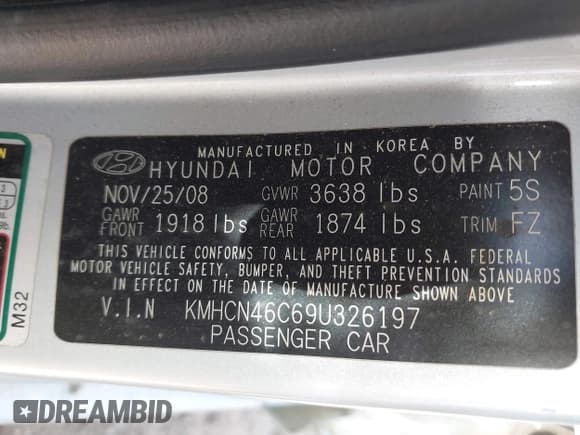 MANUFACTURED IN KOREA BY
HYUNDAI MOTOR COMPANY
NOV/25/08 GVWR 3638 lbs PAINT 5S
GAWR FRONT 1918 lbs GAWR REAR 1874 lbs TRIM FZ
THIS VEHICLE CONFORMS TO ALL APPLICABLE U.S.A. FEDERAL
MOTOR VEHICLE SAFETY, BUMPER, AND THEFT PREVENTION STANDARDS
IN EFFECT ON THE DATE OF MANUFACTURE SHOWN ABOVE
V.I.N KMHCN46C69U326197
PASSENGER CAR
M32
DREAMBID